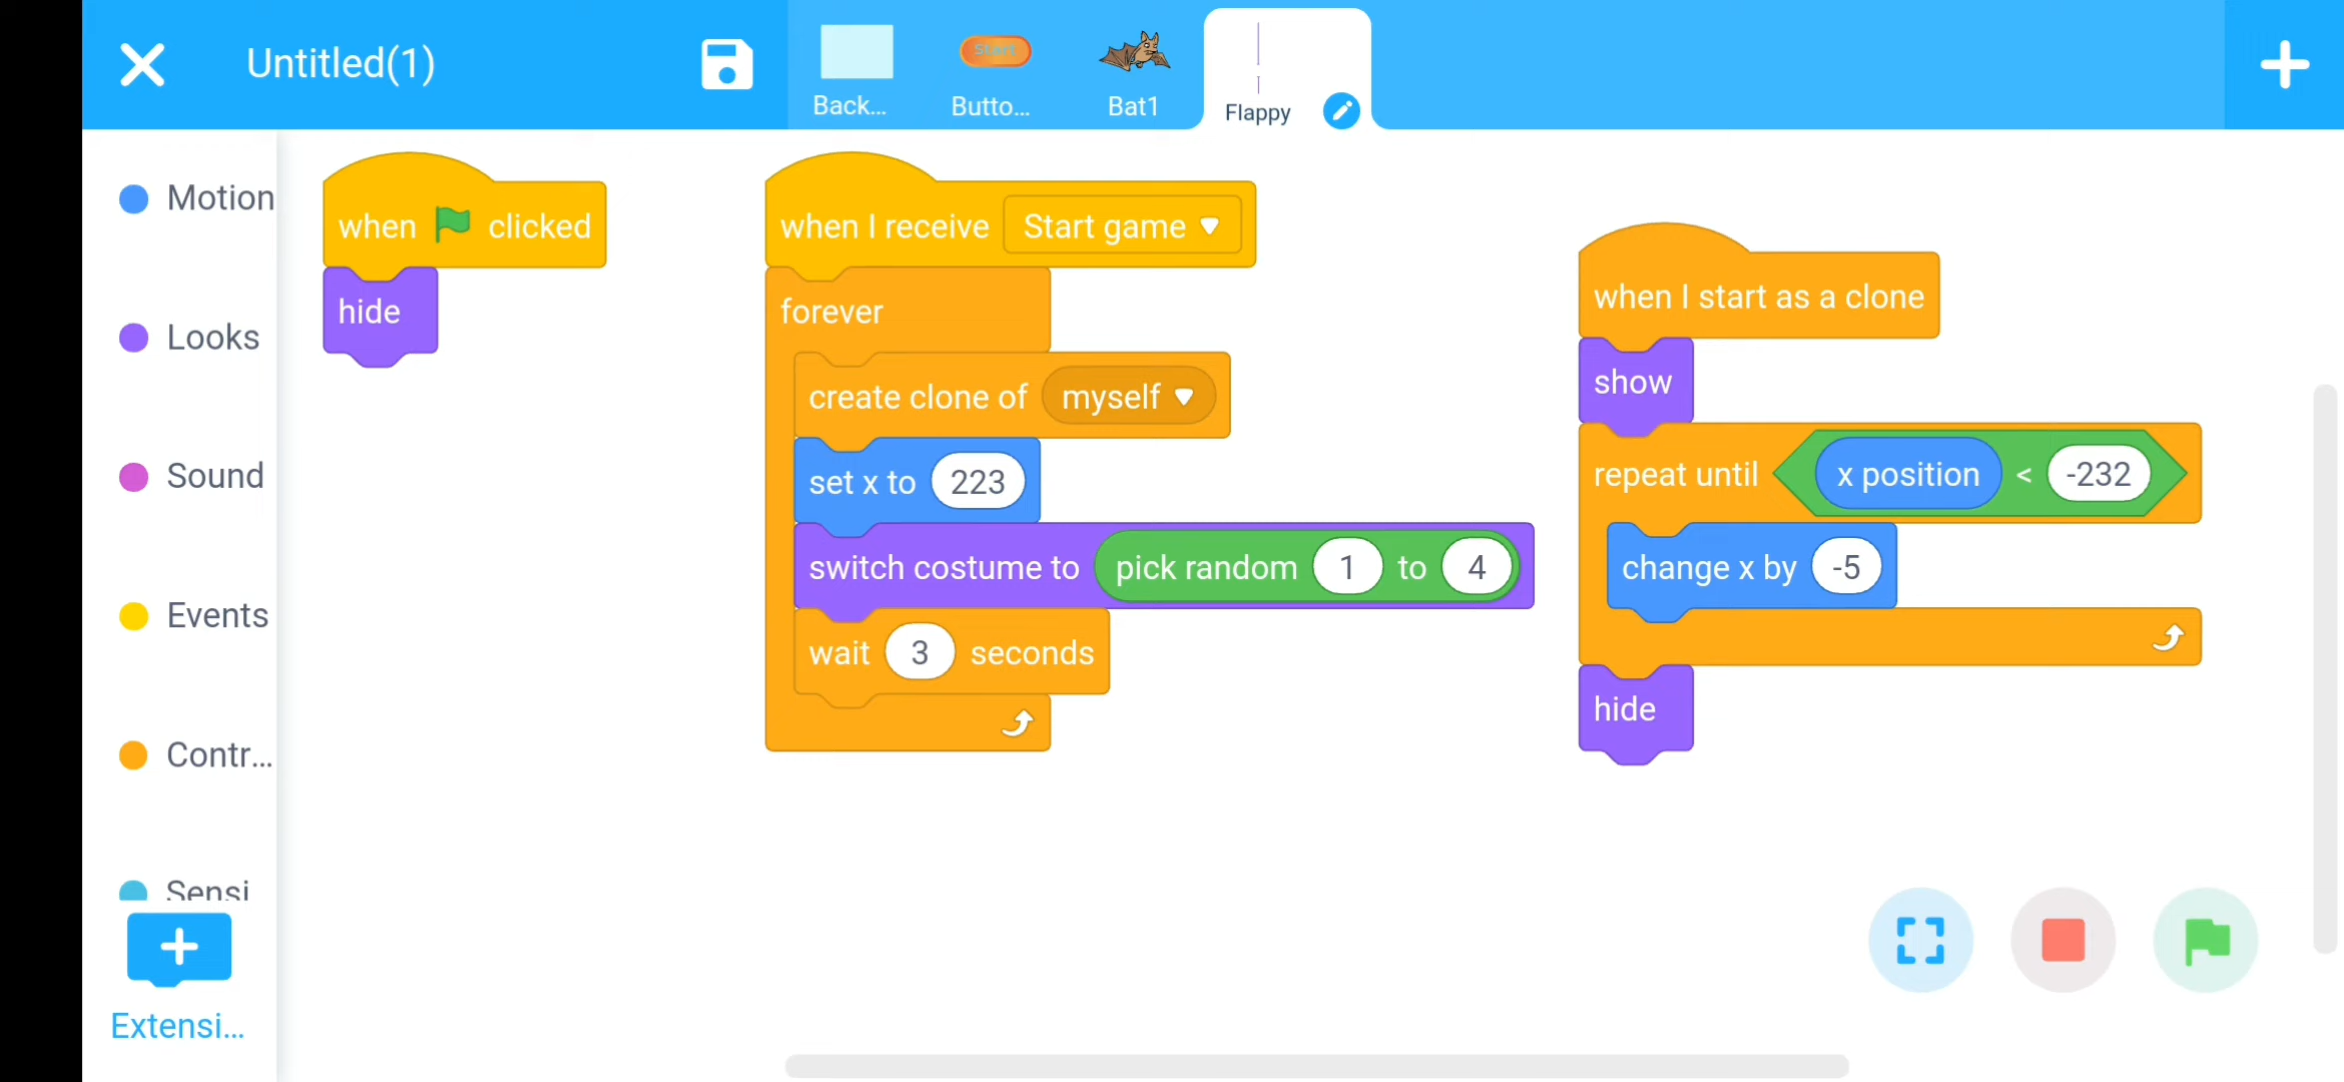 Untitled(1)
Back...
Start
Butto...
Bat1
Flappy
Motion
Looks
Sound
Events
Contr...
Sensi
Extensi...
when clicked
hide
when I receive Start game
forever
create clone of myself
set x to 223
switch costume to pick random 1 to 4
wait 3 seconds
when I start as a clone
show
repeat until x position < -232
change x by -5
hide